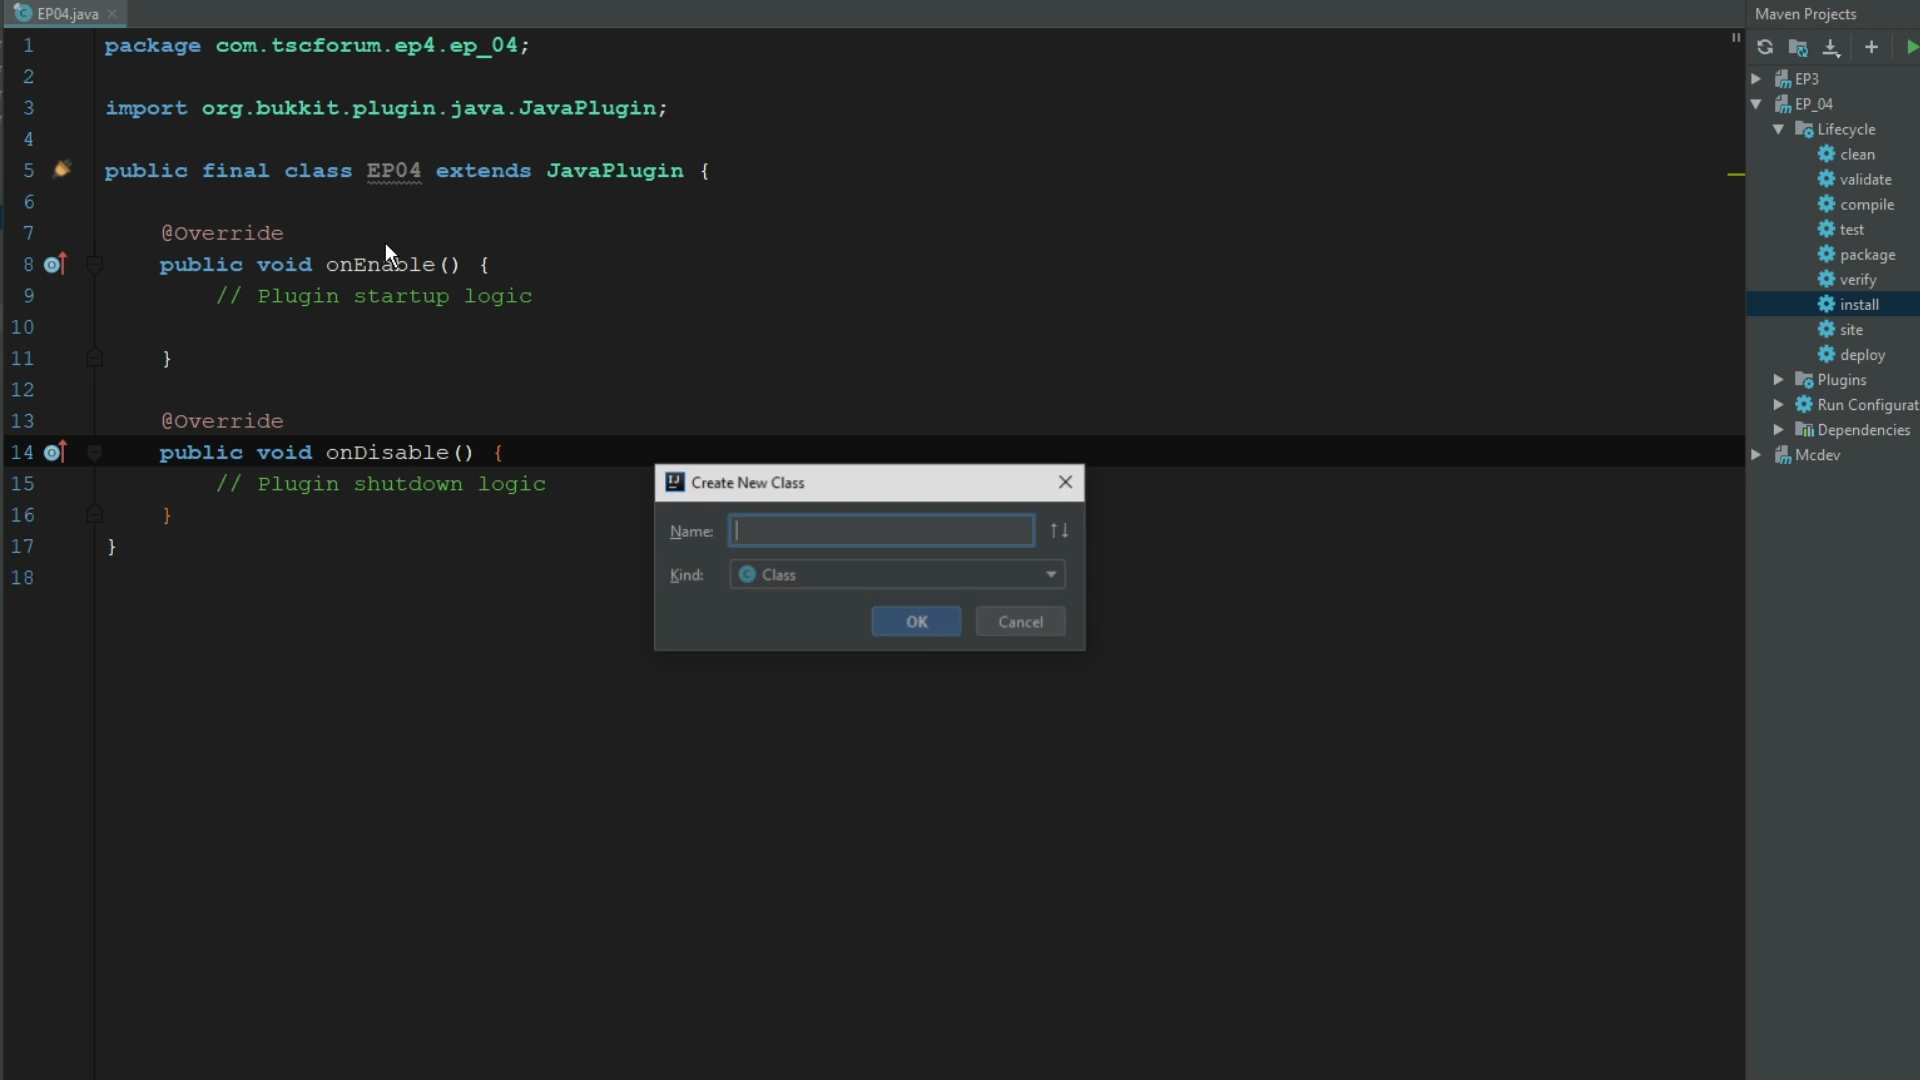 EP04.java
1 package com.tscforum.ep4.ep_04;
2
3 import org.bukkit.plugin.java.JavaPlugin;
4
5 public final class EP04 extends JavaPlugin {
6
7 @Override
8 public void onEnable() {
9 // Plugin startup logic
10
11 }
12
13 @Override
14 public void onDisable() {
15 // Plugin shutdown logic
16 }
17 }
18
Create New Class
Name:
Kind: Class
OK Cancel
Maven Projects
EP3
EP_04
Lifecycle
clean
validate
compile
test
package
verify
install
site
deploy
Plugins
Run Configurat
Dependencies
Mcdev